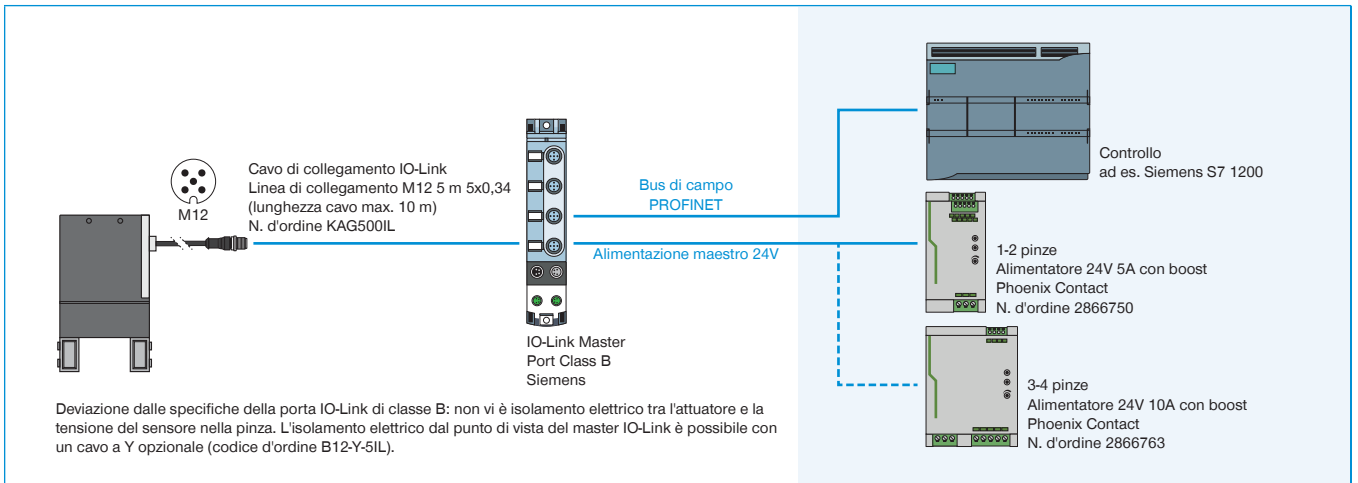 M12
Cavo di collegamento IO-Link
Linea di collegamento M12 5 m 5x0,34
(lunghezza cavo max. 10 m)
N. d'ordine KAG500IL
IO-Link Master
Port Class B
Siemens
Bus di campo
PROFINET
Alimentazione maestro 24V
Controllo
ad es. Siemens S7 1200
1-2 pinze
Alimentatore 24V 5A con boost
Phoenix Contact
N. d'ordine 2866750
3-4 pinze
Alimentatore 24V 10A con boost
Phoenix Contact
N. d'ordine 2866763
Deviazione dalle specifiche della porta IO-Link di classe B: non vi è isolamento elettrico tra l'attuatore e la
tensione del sensore nella pinza. L'isolamento elettrico dal punto di vista del master IO-Link è possibile con
un cavo a Y opzionale (codice d'ordine B12-Y-5IL).